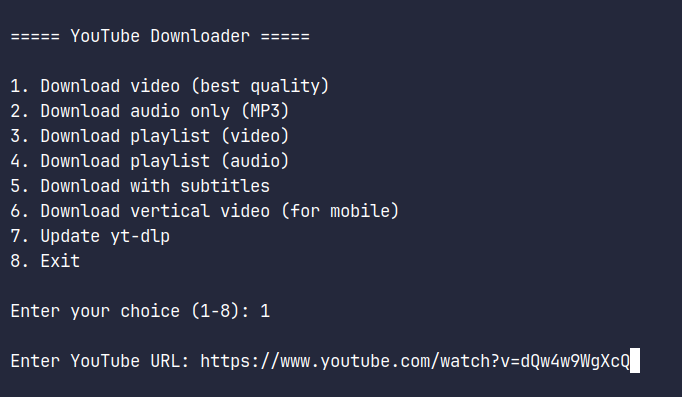 ===== YouTube Downloader =====
1. Download video (best quality)
2. Download audio only (MP3)
3. Download playlist (video)
4. Download playlist (audio)
5. Download with subtitles
6. Download vertical video (for mobile)
7. Update yt-dlp
8. Exit
Enter your choice (1-8): 1
Enter YouTube URL: https://www.youtube.com/watch?v=dQw4w9WgXcQ